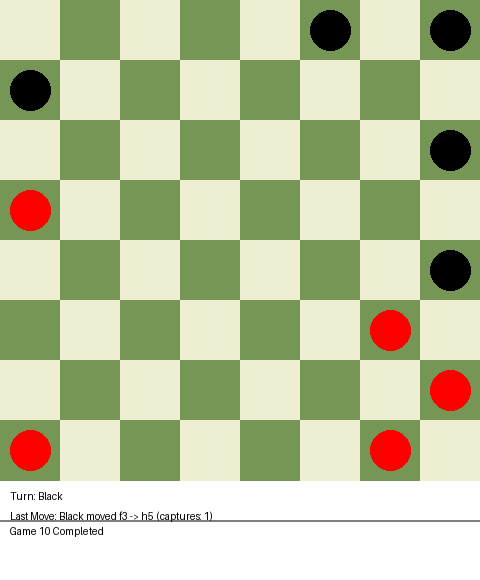 Turn: Black
Last Move: Black moved f3 -> h5 (captures: 1)
Game 10 Completed